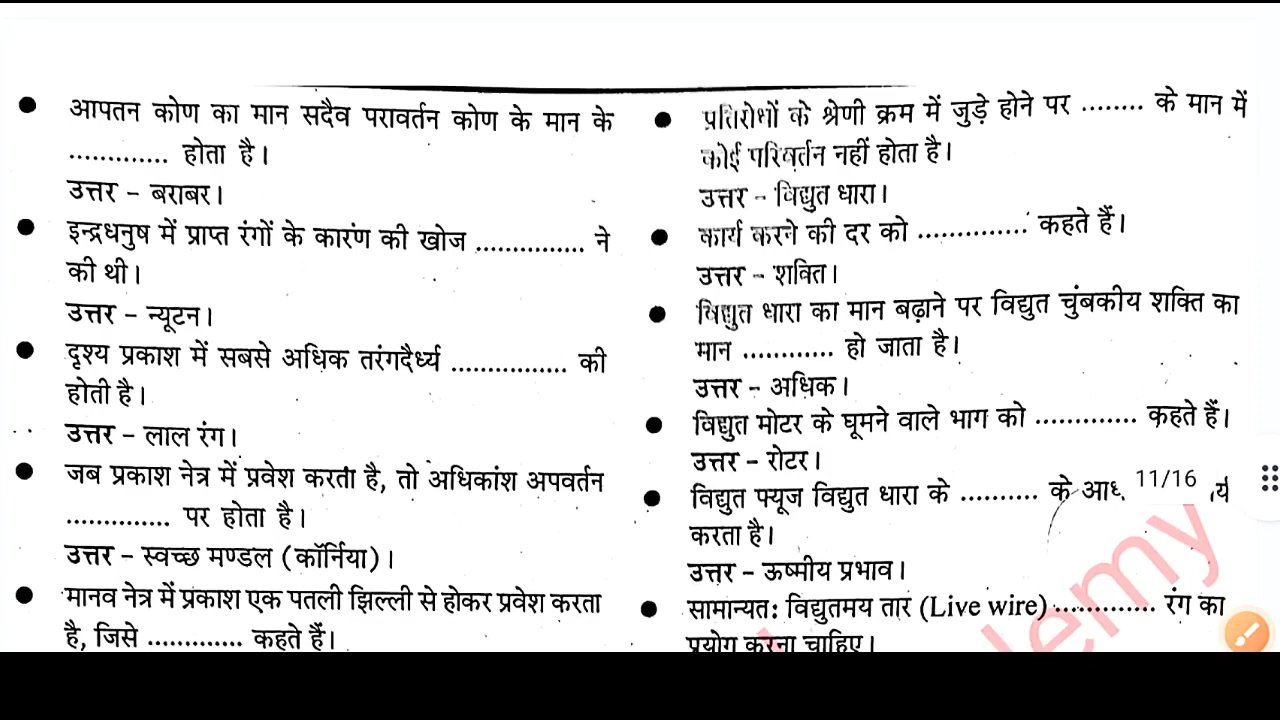 आपतन कोण का मान सदैव परावर्तन कोण के मान के
............. होता है।
उत्तर – बराबर।
इन्द्रधनुष में प्राप्त रंगों के कारण की खोज ............... ने
की थी।
उत्तर – न्यूटन।
दृश्य प्रकाश में सबसे अधिक तरंगदैर्ध्य ................ की
होती है।
उत्तर – लाल रंग।
जब प्रकाश नेत्र में प्रवेश करता है, तो अधिकांश अपवर्तन
............... पर होता है।
उत्तर – स्वच्छ मण्डल (कॉर्निया)।
मानव नेत्र में प्रकाश एक पतली झिल्ली से होकर प्रवेश करता
है, जिसे ............. कहते हैं।
प्रतिरोधों के श्रेणी क्रम में जुड़े होने पर ........ के मान में
कोई परिवर्तन नहीं होता है।
उत्तर – विद्युत धारा।
कार्य करने की दर को ............... कहते हैं।
उत्तर – शक्ति।
विद्युत धारा का मान बढ़ाने पर विद्युत चुंबकीय शक्ति का
मान ............ हो जाता है।
उत्तर – अधिक।
विद्युत मोटर के घूमने वाले भाग को ............. कहते हैं।
उत्तर – रोटर।
विद्युत फ्यूज विद्युत धारा के .......... के आध
11/16
करता है।
उत्तर – ऊष्मीय प्रभाव।
सामान्यत: विद्युतमय तार (Live wire) ............. रंग का
प्रयोग करना चाहिए।
demy